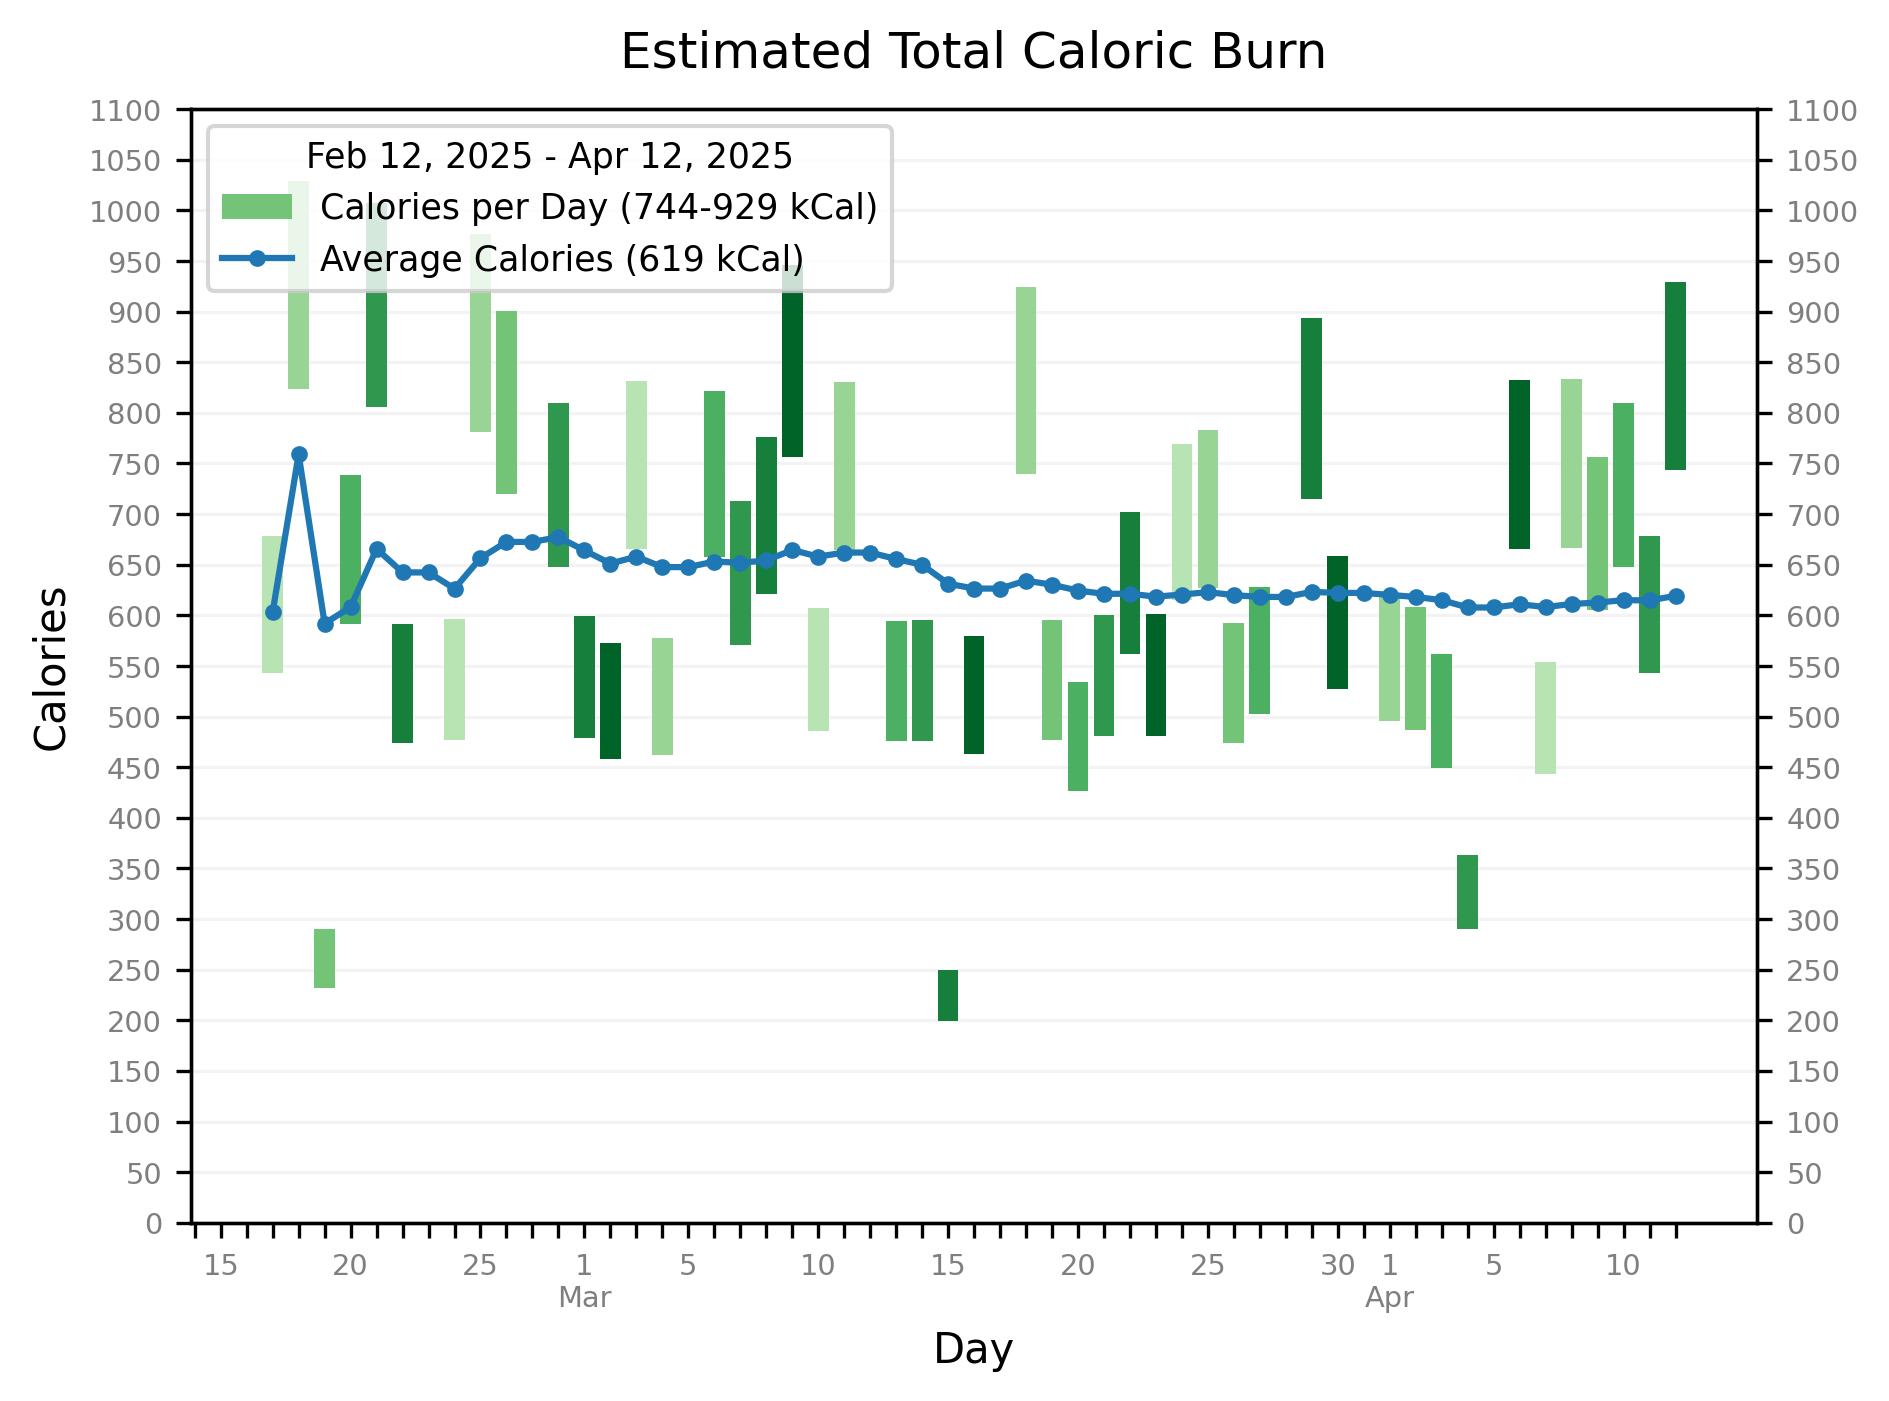 Estimated Total Caloric Burn
Feb 12, 2025 - Apr 12, 2025
Calories per Day (744-929 kCal)
Average Calories (619 kCal)
1100 1100
1050 1050
1000 1000
950 950
900 900
850 850
800 800
750 750
700 700
650 650
600 600
550 550
500 500
450 450
400 400
350 350
300 300
250 250
200 200
150 150
100 100
50 50
0 0
Calories
15 20 25 1 5 10 15 20 25 30 1 5 10
Mar Apr
Day